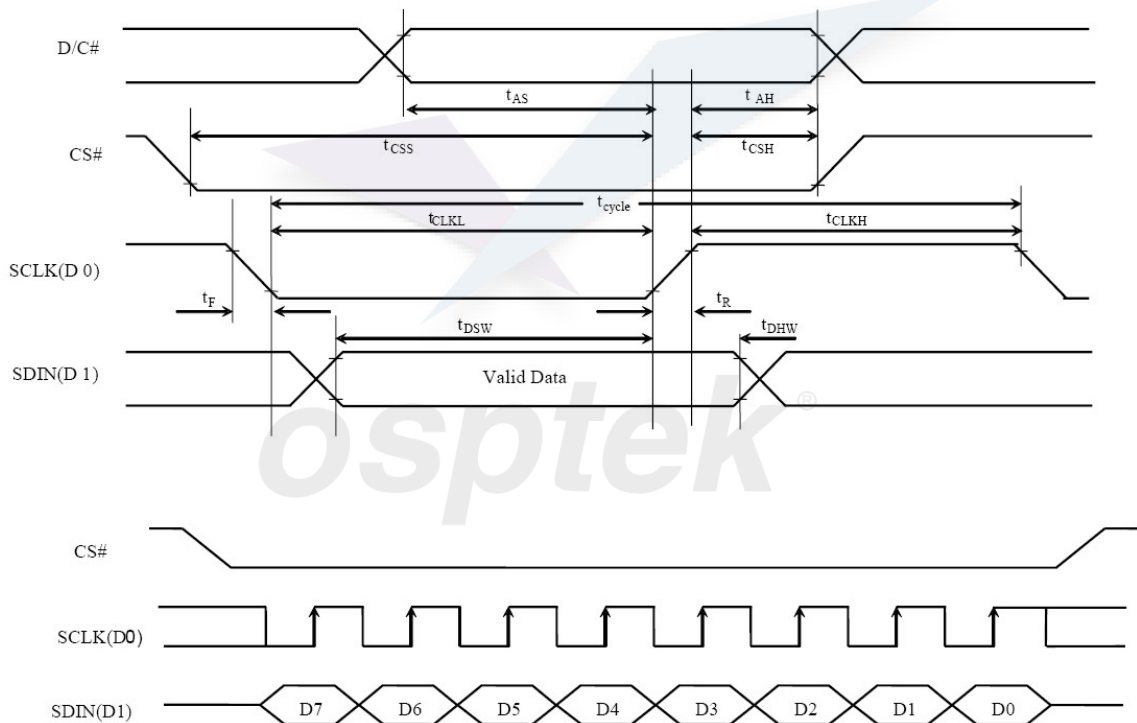 D/C#
tAS
t AH
CS#
tCSS
tCSH
tcycle
tCLKL
tCLKH
SCLK(D 0)
tF
tR
tDSW
tDHW
SDIN(D 1)
Valid Data
osptek®
CS#
SCLK(D0)
SDIN(D1)
D7 D6 D5 D4 D3 D2 D1 D0